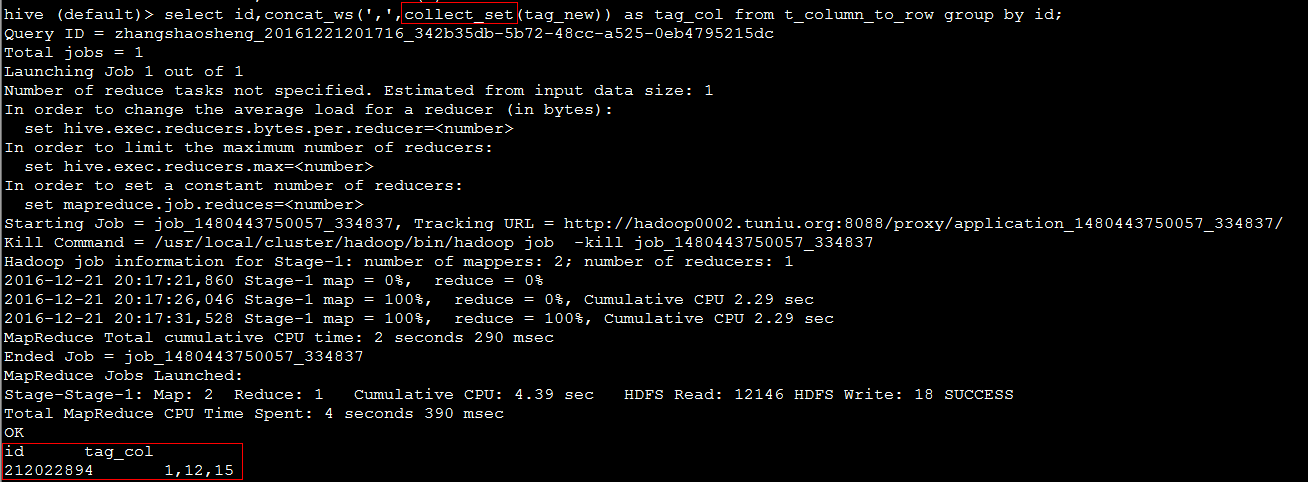 hive (default)> select id,concat_ws(',',collect_set(tag_new)) as tag_col from t_column_to_row group by id;
Query ID = zhangshaosheng_20161221201716_342b35db-5b72-48cc-a525-0eb4795215dc
Total jobs = 1
Launching Job 1 out of 1
Number of reduce tasks not specified. Estimated from input data size: 1
In order to change the average load for a reducer (in bytes):
  set hive.exec.reducers.bytes.per.reducer=<number>
In order to limit the maximum number of reducers:
  set hive.exec.reducers.max=<number>
In order to set a constant number of reducers:
  set mapreduce.job.reduces=<number>
Starting Job = job_1480443750057_334837, Tracking URL = http://hadoop0002.tuniu.org:8088/proxy/application_1480443750057_334837/
Kill Command = /usr/local/cluster/hadoop/bin/hadoop job  -kill job_1480443750057_334837
Hadoop job information for Stage-1: number of mappers: 2; number of reducers: 1
2016-12-21 20:17:21,860 Stage-1 map = 0%,  reduce = 0%
2016-12-21 20:17:26,046 Stage-1 map = 100%,  reduce = 0%, Cumulative CPU 2.29 sec
2016-12-21 20:17:31,528 Stage-1 map = 100%,  reduce = 100%, Cumulative CPU 2.29 sec
MapReduce Total cumulative CPU time: 2 seconds 290 msec
Ended Job = job_1480443750057_334837
MapReduce Jobs Launched:
Stage-Stage-1: Map: 2  Reduce: 1   Cumulative CPU: 4.39 sec   HDFS Read: 12146 HDFS Write: 18 SUCCESS
Total MapReduce CPU Time Spent: 4 seconds 390 msec
OK
id      tag_col
212022894       1,12,15